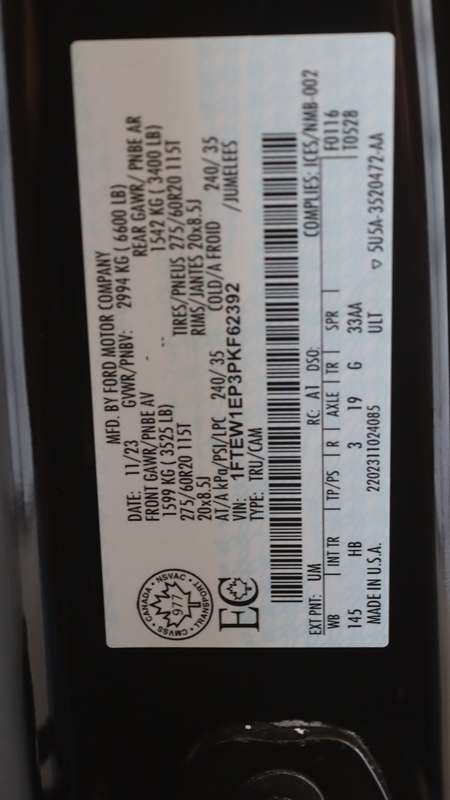 MFD. BY FORD MOTOR COMPANY
DATE: 11/23 GVWR/PNBV: 2994 KG ( 6600 LB)
FRONT GAWR/PNBE AV REAR GAWR/ PNBE AR
1599 KG ( 3525 LB) 1542 KG ( 3400 LB)
275/60R20 115T TIRES/PNEUS 275/60R20 115T
20x8.5J RIMS/JANTES 20x8.5J
AT/A kPa/PSI/LPC 240/ 35 COLD/A FROID 240/ 35
VIN: 1FTEW1EP3PKF62392 /JUMELEES
TYPE: TRU/CAM
CANADA · NSVAC · TRANSPORT · CMVSS ·
977
EC
EXT PNT: UM RC: A1 DSO: COMPLIES: ICES/NMB-002
WB INT TR TP/PS R AXLE TR SPR F0116
145 HB 3 19 G 33AA T0528
MADE IN U.S.A. 2202311024085 ULT ▽ 5U5A-3520472-AA